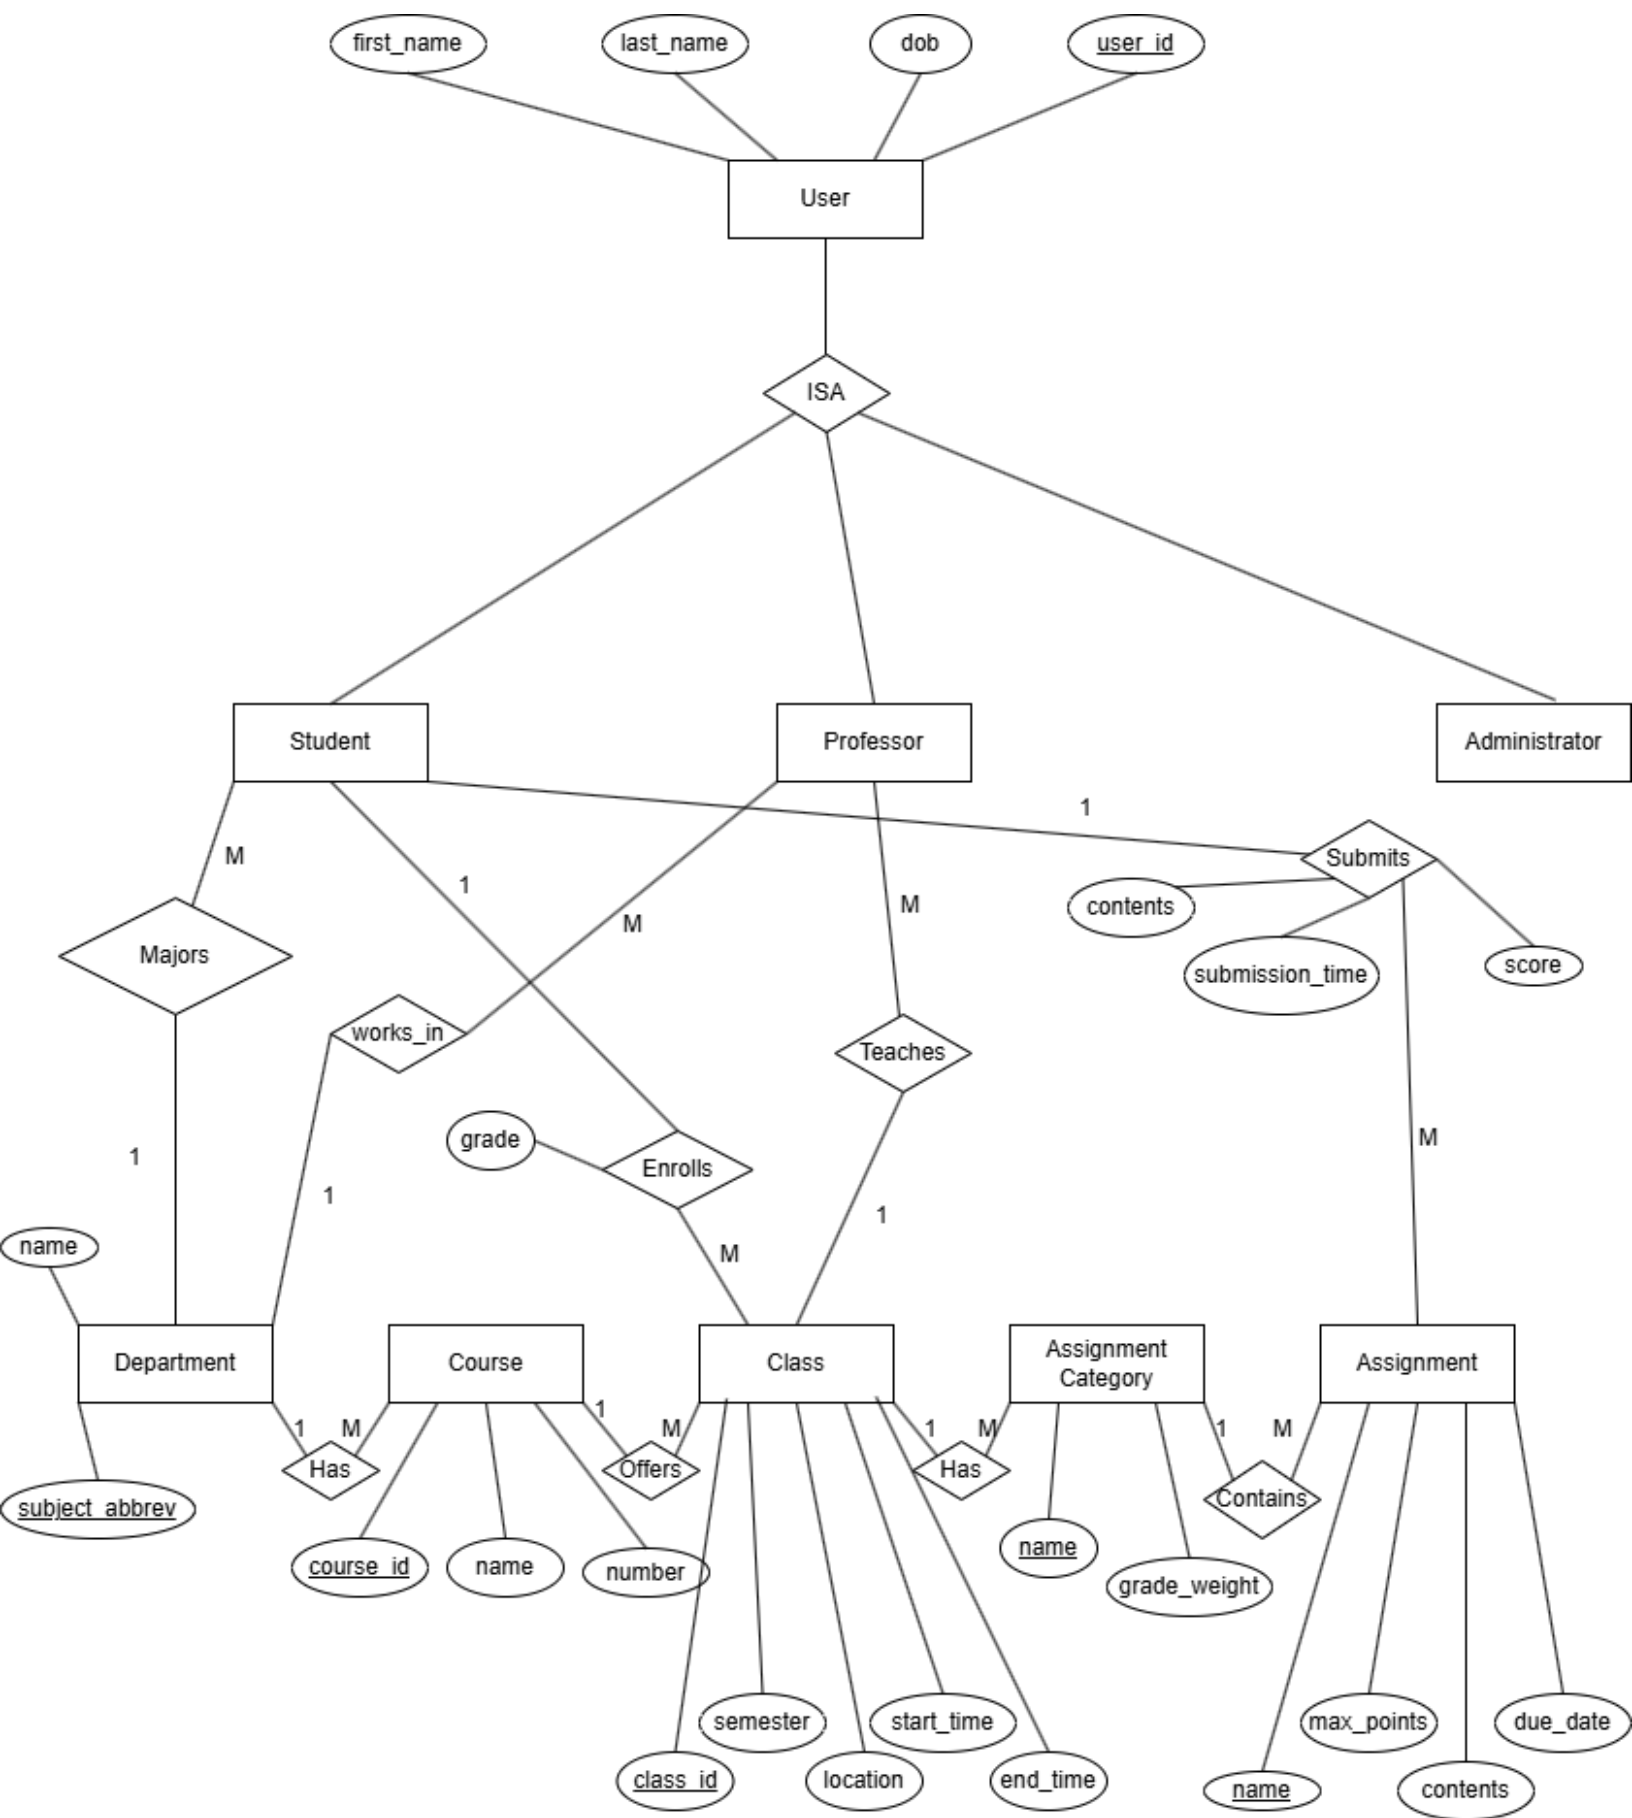 first_name
last_name
dob
user_id
User
ISA
Student
Professor
Administrator
1
M
1
M
M
Submits
contents
submission_time
score
Majors
works_in
Teaches
grade
Enrolls
M
1
1
1
M
name
Department
Course
Class
Assignment
Category
Assignment
1
M
1
M
1
M
1
M
Has
Offers
Has
Contains
subject_abbrev
course_id
name
number
name
grade_weight
semester
start_time
max_points
due_date
class_id
location
end_time
name
contents